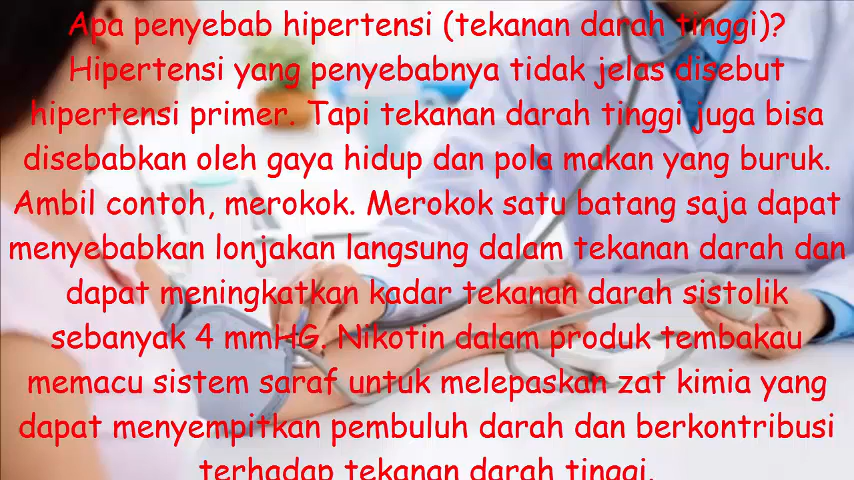 Apa penyebab hipertensi (tekanan darah tinggi)?
Hipertensi yang penyebabnya tidak jelas disebut
hipertensi primer. Tapi tekanan darah tinggi juga bisa
disebabkan oleh gaya hidup dan pola makan yang buruk.
Ambil contoh, merokok. Merokok satu batang saja dapat
menyebabkan lonjakan langsung dalam tekanan darah dan
dapat meningkatkan kadar tekanan darah sistolik
sebanyak 4 mmHG. Nikotin dalam produk tembakau
memacu sistem saraf untuk melepaskan zat kimia yang
dapat menyempitkan pembuluh darah dan berkontribusi
terhadap tekanan darah tinggi.